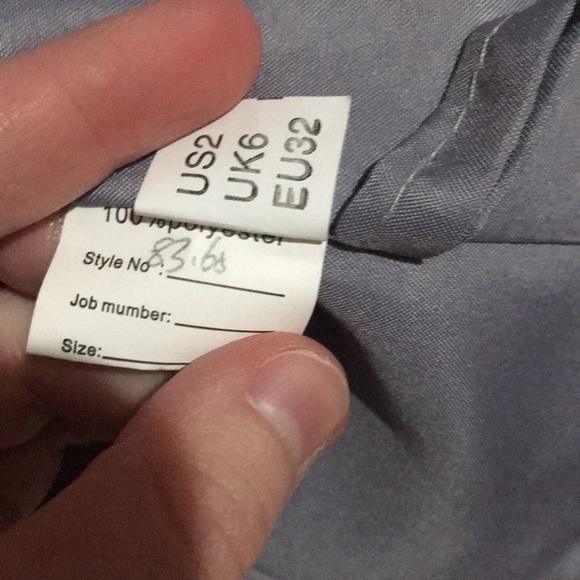 US2
UK6
EU32
100%polyester
Style No :
Job mumber:
Size: